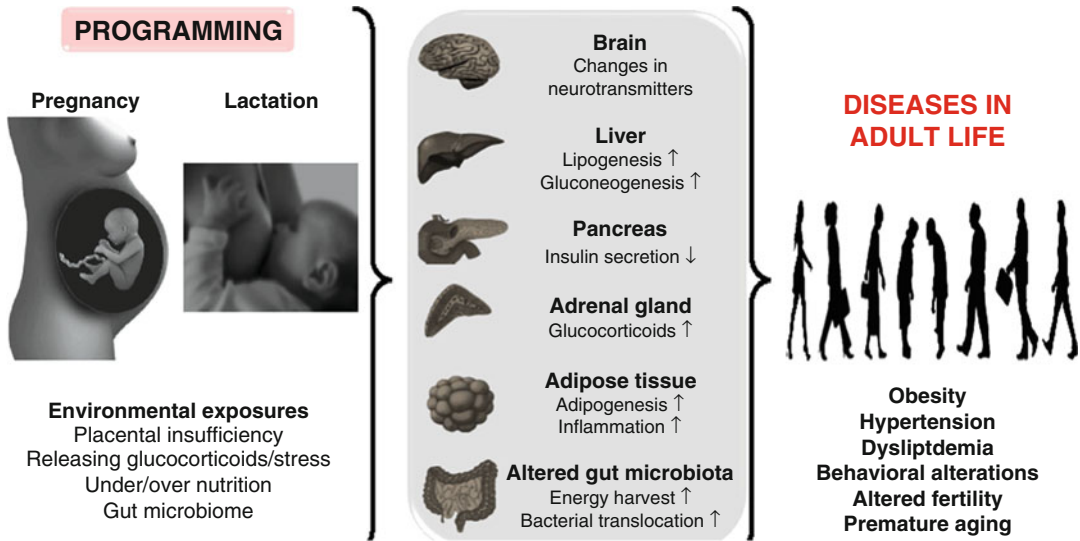 PROGRAMMING
Pregnancy
Lactation
Environmental exposures
Placental insufficiency
Releasing glucocorticoids/stress
Under/over nutrition
Gut microbiome
Brain
Changes in
neurotransmitters
Liver
Lipogenesis ↑
Gluconeogenesis ↑
Pancreas
Insulin secretion ↓
Adrenal gland
Glucocorticoids ↑
Adipose tissue
Adipogenesis ↑
Inflammation ↑
Altered gut microbiota
Energy harvest ↑
Bacterial translocation ↑
DISEASES IN
ADULT LIFE
Obesity
Hypertension
Dysliptdemia
Behavioral alterations
Altered fertility
Premature aging